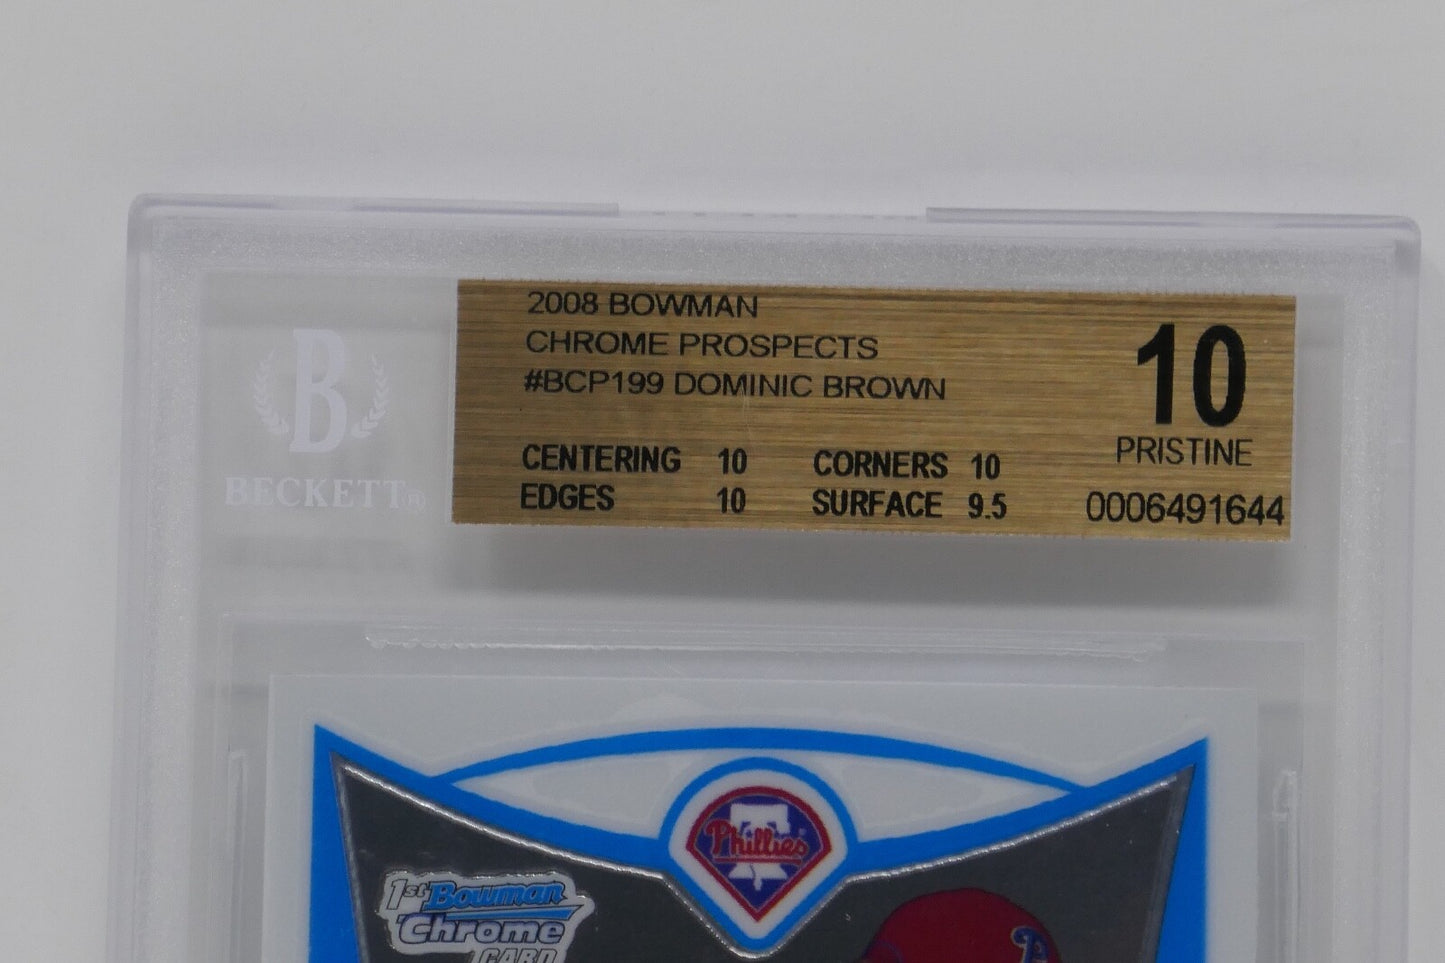 2008 BOWMAN
CHROME PROSPECTS
#BCP199 DOMINIC BROWN
CENTERING 10 CORNERS 10
EDGES 10 SURFACE 9.5
10
PRISTINE
0006491644
B
BECKETT®
Phillies
1st Bowman
Chrome
CARD
P